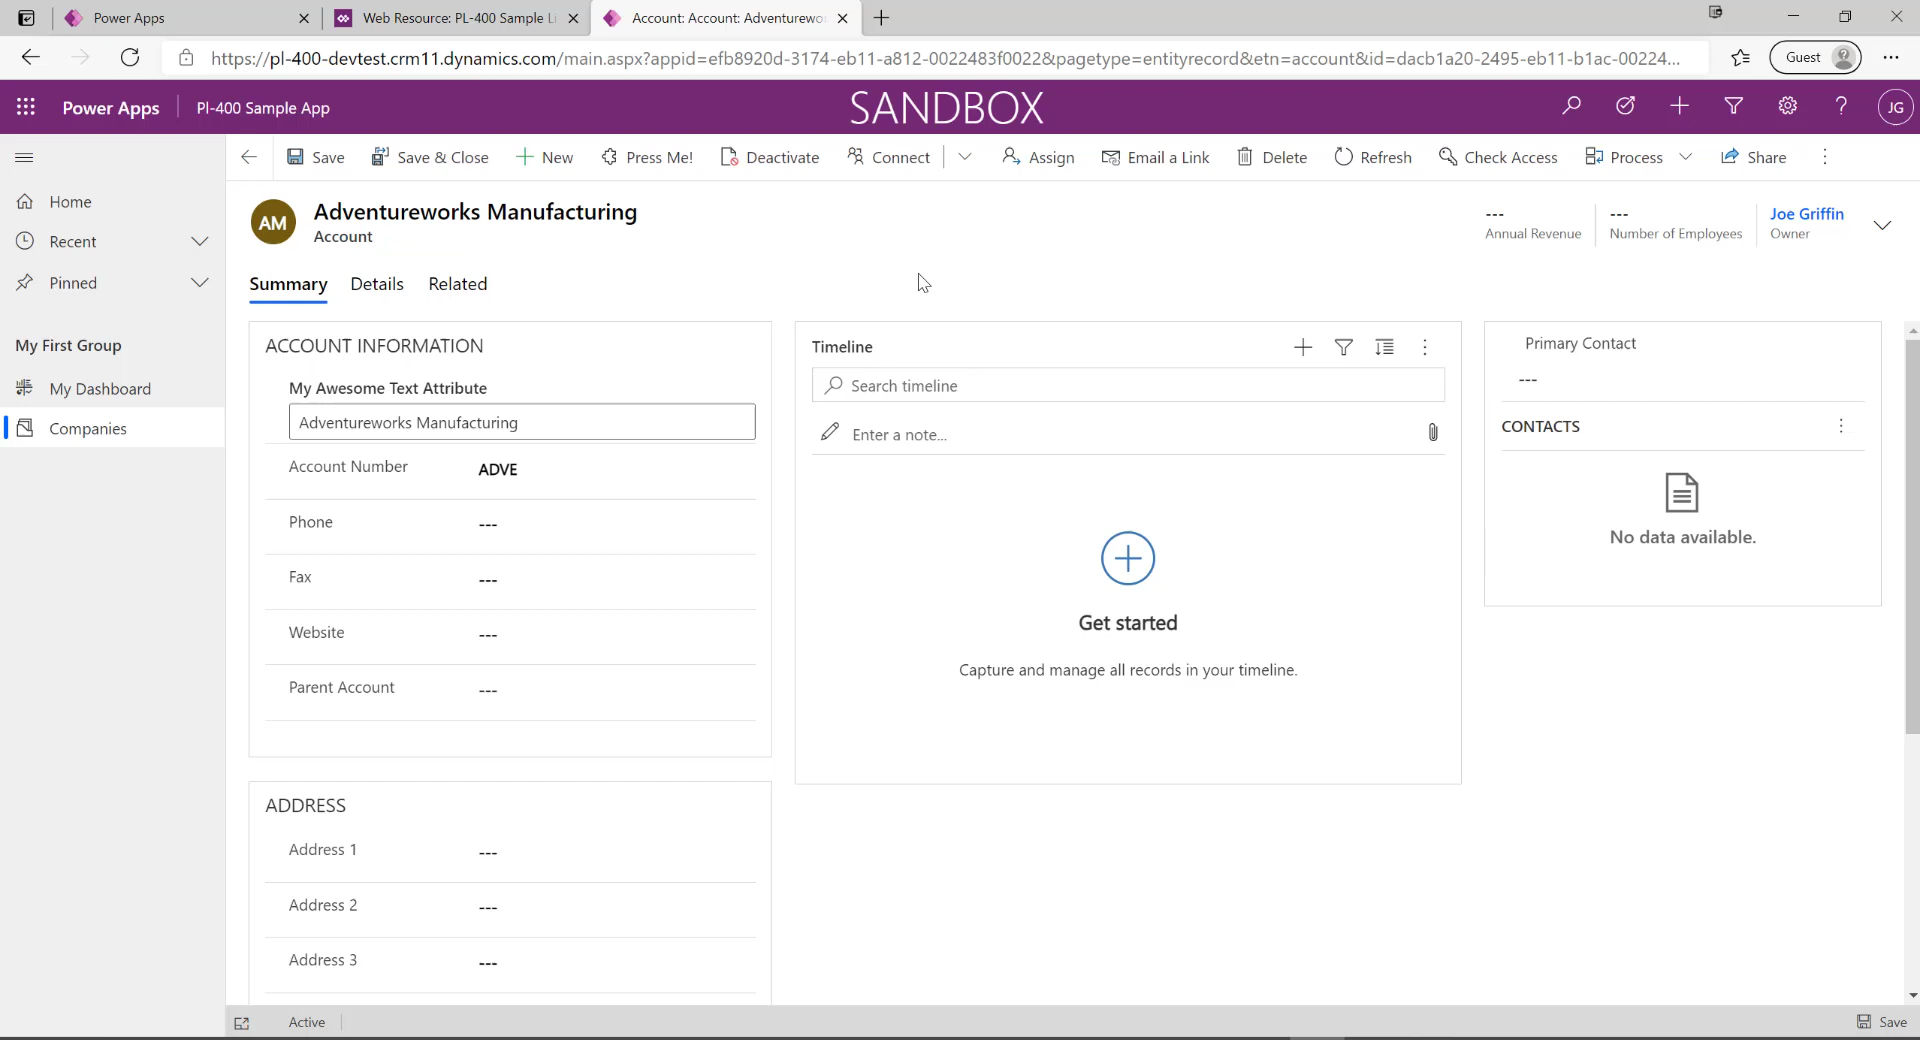 Power Apps
Web Resource: PL-400 Sample Li
Account: Account: Adventurewo
https://pl-400-devtest.crm11.dynamics.com/main.aspx?appid=efb8920d-3174-eb11-a812-0022483f0022&pagetype=entityrecord&etn=account&id=dacb1a20-2495-eb11-b1ac-00224...
Guest
Power Apps
Pl-400 Sample App
SANDBOX
JG
Save
Save & Close
New
Press Me!
Deactivate
Connect
Assign
Email a Link
Delete
Refresh
Check Access
Process
Share
Home
Recent
Pinned
My First Group
My Dashboard
Companies
AM
Adventureworks Manufacturing
Account
---
Annual Revenue
---
Number of Employees
Joe Griffin
Owner
Summary
Details
Related
ACCOUNT INFORMATION
My Awesome Text Attribute
Adventureworks Manufacturing
Account Number
ADVE
Phone
---
Fax
---
Website
---
Parent Account
---
ADDRESS
Address 1
---
Address 2
---
Address 3
---
Timeline
Search timeline
Enter a note...
Get started
Capture and manage all records in your timeline.
Primary Contact
---
CONTACTS
No data available.
Active
Save